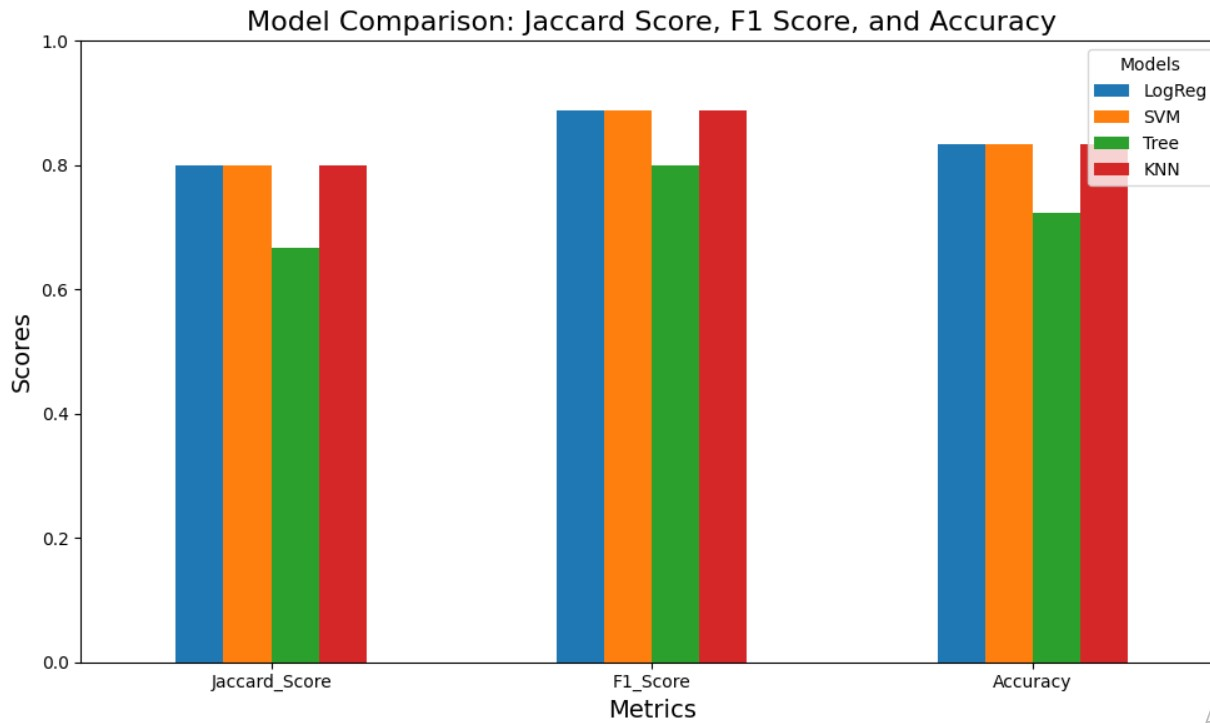 Model Comparison: Jaccard Score, F1 Score, and Accuracy
1.0
0.8
0.6
0.4
0.2
0.0
Scores
Models
LogReg
SVM
Tree
KNN
Jaccard_Score
F1_Score
Accuracy
Metrics